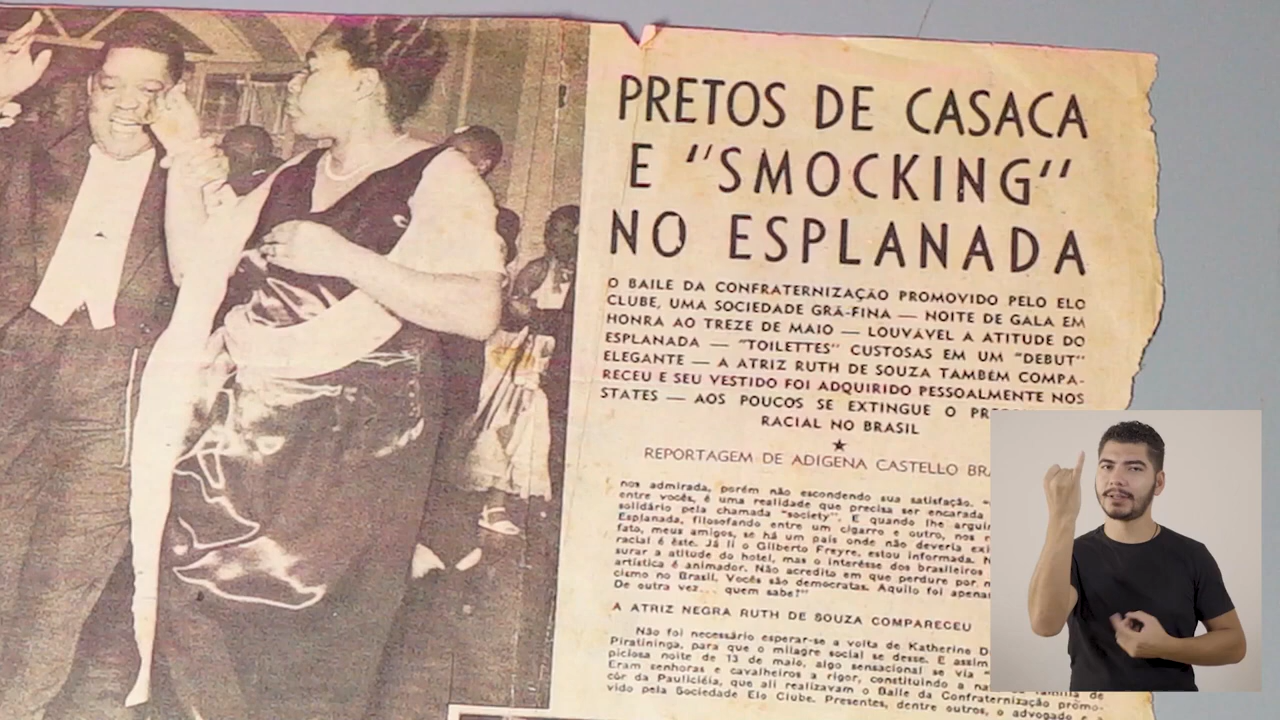 PRETOS DE CASACA
E "SMOCKING"
NO ESPLANADA
O BAILE DA CONFRATERNIZAÇÃO PROMOVIDO PELO ELO
CLUBE, UMA SOCIEDADE GRÃ-FINA — NOITE DE GALA EM
HONRA AO TREZE DE MAIO — LOUVÁVEL A ATITUDE DO
ESPLANADA — "TOILETTES" CUSTOSAS EM UM "DEBUT"
ELEGANTE — A ATRIZ RUTH DE SOUZA TAMBÉM COMPA-
RECEU E SEU VESTIDO FOI ADQUIRIDO PESSOALMENTE NOS
STATES — AOS POUCOS SE EXTINGUE O
RACIAL NO BRASIL
REPORTAGEM DE ADIGENA CASTELLO
nos admirada, porém não escondendo sua satisfação.
entre vocês, é uma realidade que precisa ser encarada
solidário pela chamada "society". E quando lhe
Esplanada, filosofando entre um cigarro e outro, nos
fato, meus amigos, se há um país onde não deveria
racial é êste. Já li o Gilberto Freyre, estou informada.
surar a atitude do hotel, mas o interêsse dos brasileiros
artística é animador. Não acredito em que perdure por
cismo no Brasil. Vocês são democratas. Aquilo foi
De outra vez... quem sabe!"
A ATRIZ NEGRA RUTH DE SOUZA COMPARECEU
Não foi necessário esperar-se a volta de Katherine
Piratininga, para que o milagre social se desse. E assim
piciosa noite de 13 de maio, algo sensacional se via
Eram senhoras e cavalheiros a rigor, constituindo a de
côr da Paulicéia, que ali realizavam o Baile da Confraternização promo-
vido pela Sociedade Elo Clube. Presentes, dentre outros, o advogado e